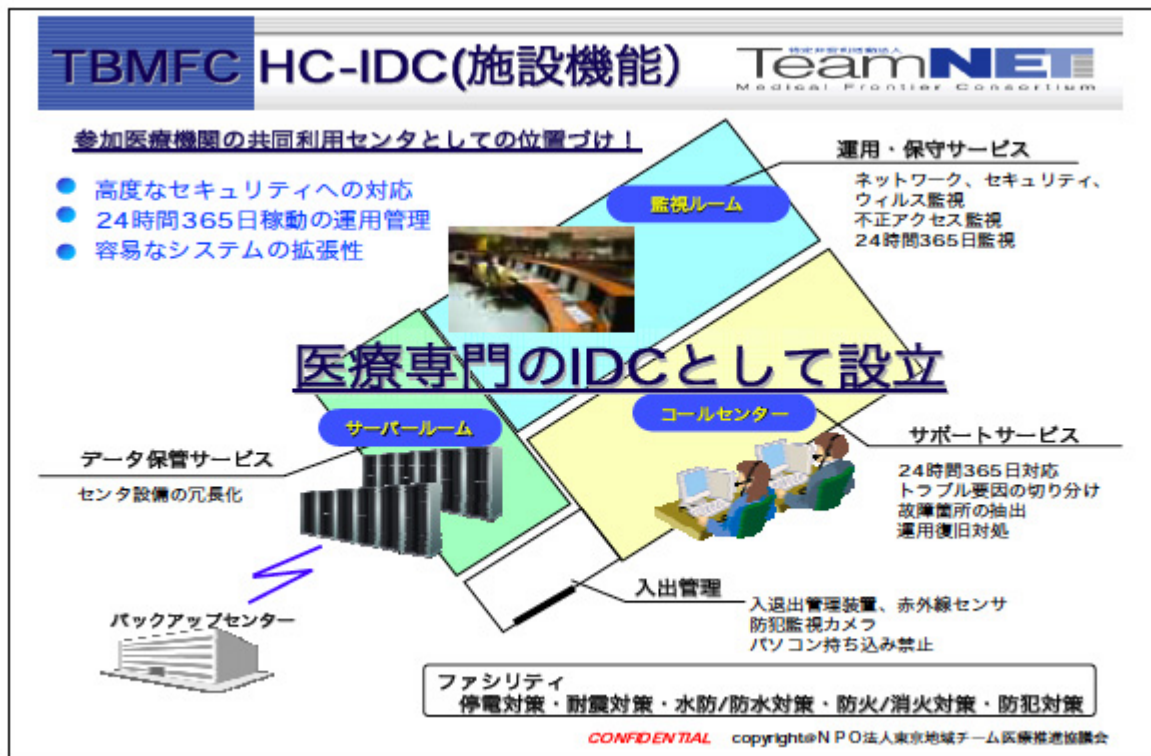 TBMFC HC-IDC(施設機能）
特定非営利活動法人
TeamNET
Medical Frontier Consortium
参加医療機関の共同利用センタとしての位置づけ！
高度なセキュリティへの対応
24時間365日稼動の運用管理
容易なシステムの拡張性
監視ルーム
運用・保守サービス
ネットワーク、セキュリティ、
ウィルス監視
不正アクセス監視
24時間365日監視
医療専門のIDCとして設立
サーバールーム
コールセンター
データ保管サービス
センタ設備の冗長化
サポートサービス
24時間365日対応
トラブル要因の切り分け
故障箇所の抽出
運用復旧対処
バックアップセンター
入出管理
入退出管理装置、赤外線センサ
防犯監視カメラ
パソコン持ち込み禁止
ファシリティ
停電対策・耐震対策・水防/防水対策・防火/消火対策・防犯対策
CONFIDENTIAL copyright@ＮＰＯ法人東京地域チーム医療推進協議会